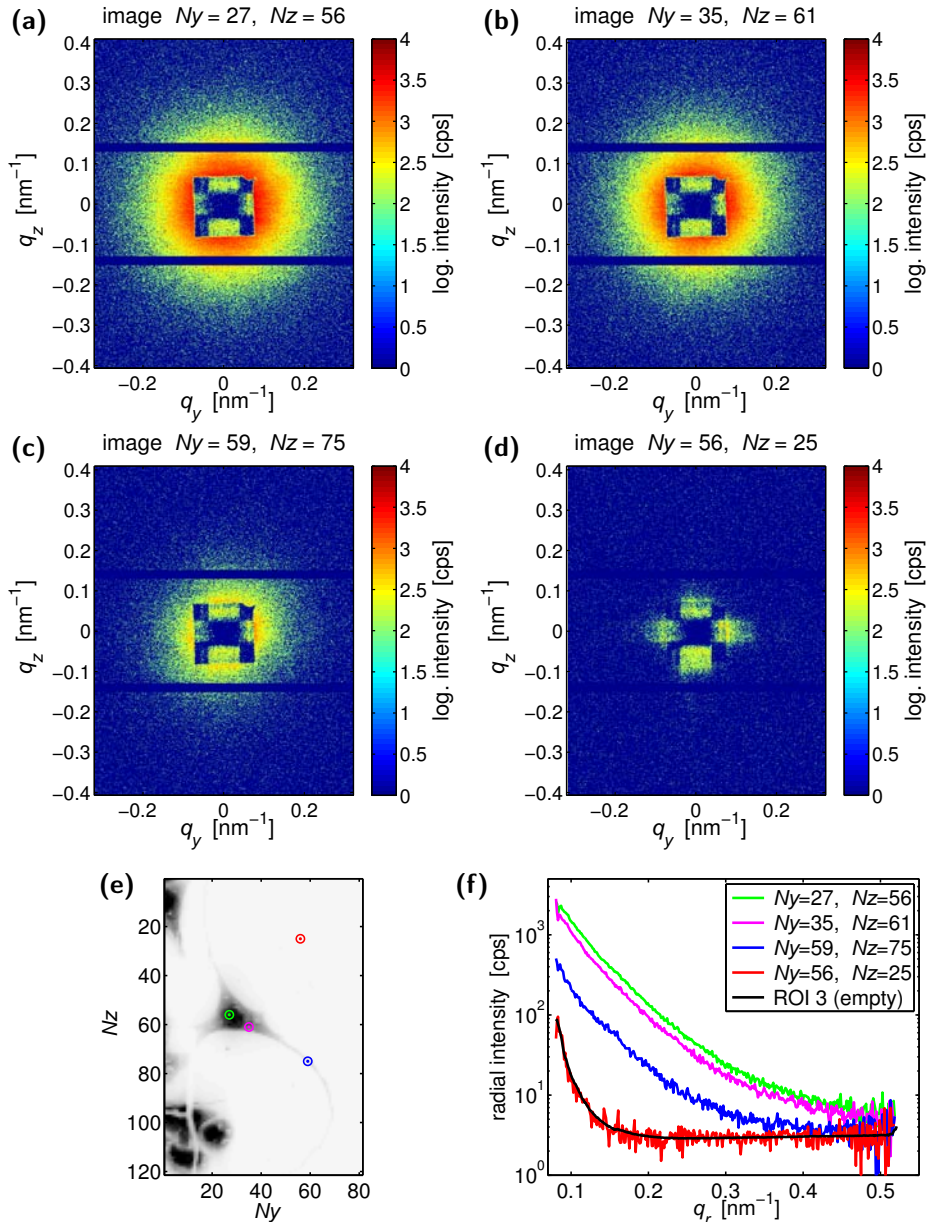 (a) image Ny = 27, Nz = 56
0.4
0.3
0.2
0.1
0
−0.1
−0.2
−0.3
−0.4
q_z [nm⁻¹]
−0.2 0 0.2
q_y [nm⁻¹]
4
3.5
3
2.5
2
1.5
1
0.5
0
log. intensity [cps]
(b) image Ny = 35, Nz = 61
0.4
0.3
0.2
0.1
0
−0.1
−0.2
−0.3
−0.4
q_z [nm⁻¹]
−0.2 0 0.2
q_y [nm⁻¹]
4
3.5
3
2.5
2
1.5
1
0.5
0
log. intensity [cps]
(c) image Ny = 59, Nz = 75
0.4
0.3
0.2
0.1
0
−0.1
−0.2
−0.3
−0.4
q_z [nm⁻¹]
−0.2 0 0.2
q_y [nm⁻¹]
4
3.5
3
2.5
2
1.5
1
0.5
0
log. intensity [cps]
(d) image Ny = 56, Nz = 25
0.4
0.3
0.2
0.1
0
−0.1
−0.2
−0.3
−0.4
q_z [nm⁻¹]
−0.2 0 0.2
q_y [nm⁻¹]
4
3.5
3
2.5
2
1.5
1
0.5
0
log. intensity [cps]
(e)
20
40
60
80
100
120
Nz
20 40 60 80
Ny
(f)
10³
10²
10¹
10⁰
radial intensity [cps]
Ny=27, Nz=56
Ny=35, Nz=61
Ny=59, Nz=75
Ny=56, Nz=25
ROI 3 (empty)
0.1 0.2 0.3 0.4 0.5
q_r [nm⁻¹]